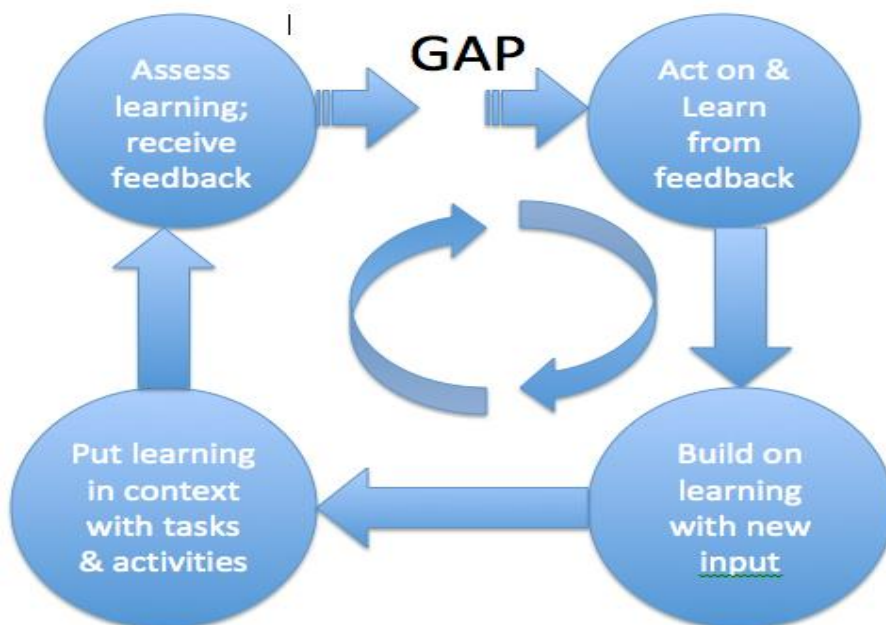 Assess
learning;
receive
feedback
GAP
Act on &
Learn
from
feedback
Build on
learning
with new
input
Put learning
in context
with tasks
& activities